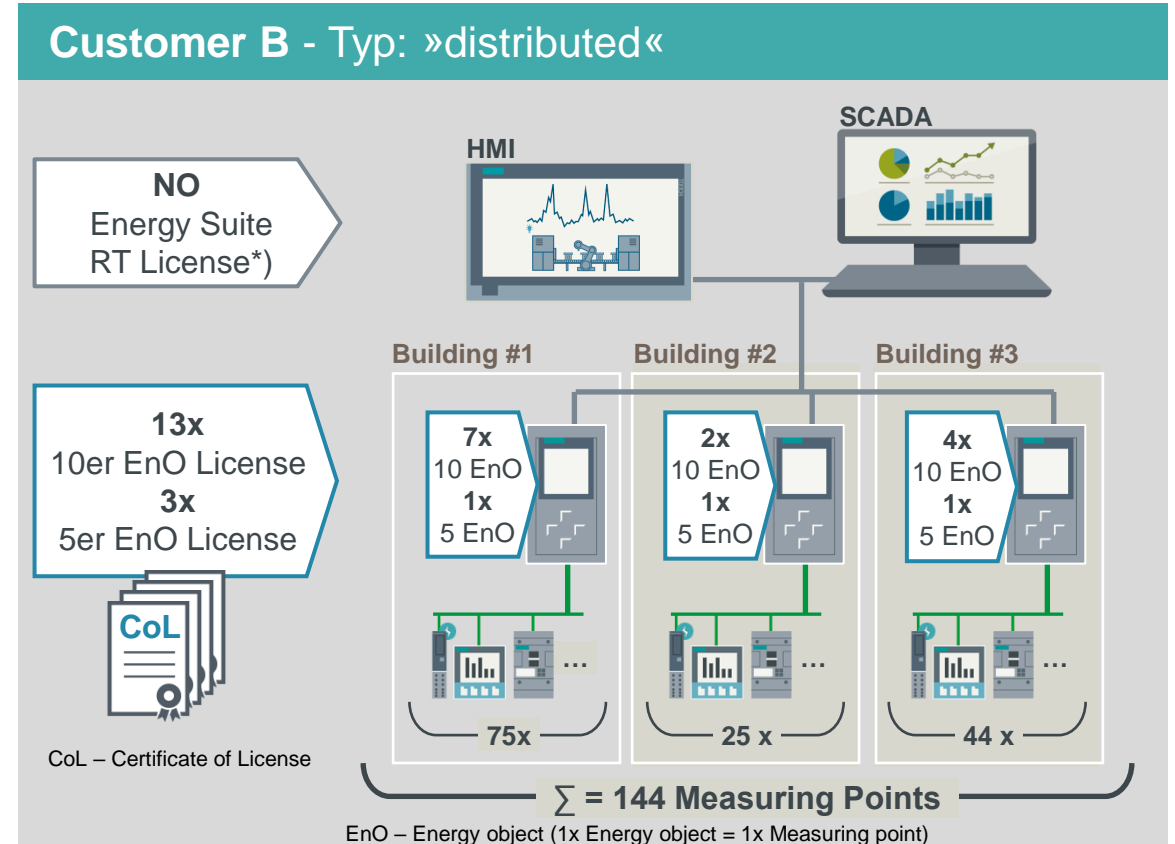 Customer B - Typ: »distributed«
SCADA
HMI
NO
Energy Suite
RT License*)
Building #1
Building #2
Building #3
13x
10er EnO License
3x
5er EnO License
7x
10 EnO
1x
5 EnO
2x
10 EnO
1x
5 EnO
4x
10 EnO
1x
5 EnO
CoL
...
...
...
75x
25 x
44 x
CoL – Certificate of License
∑ = 144 Measuring Points
EnO – Energy object (1x Energy object = 1x Measuring point)